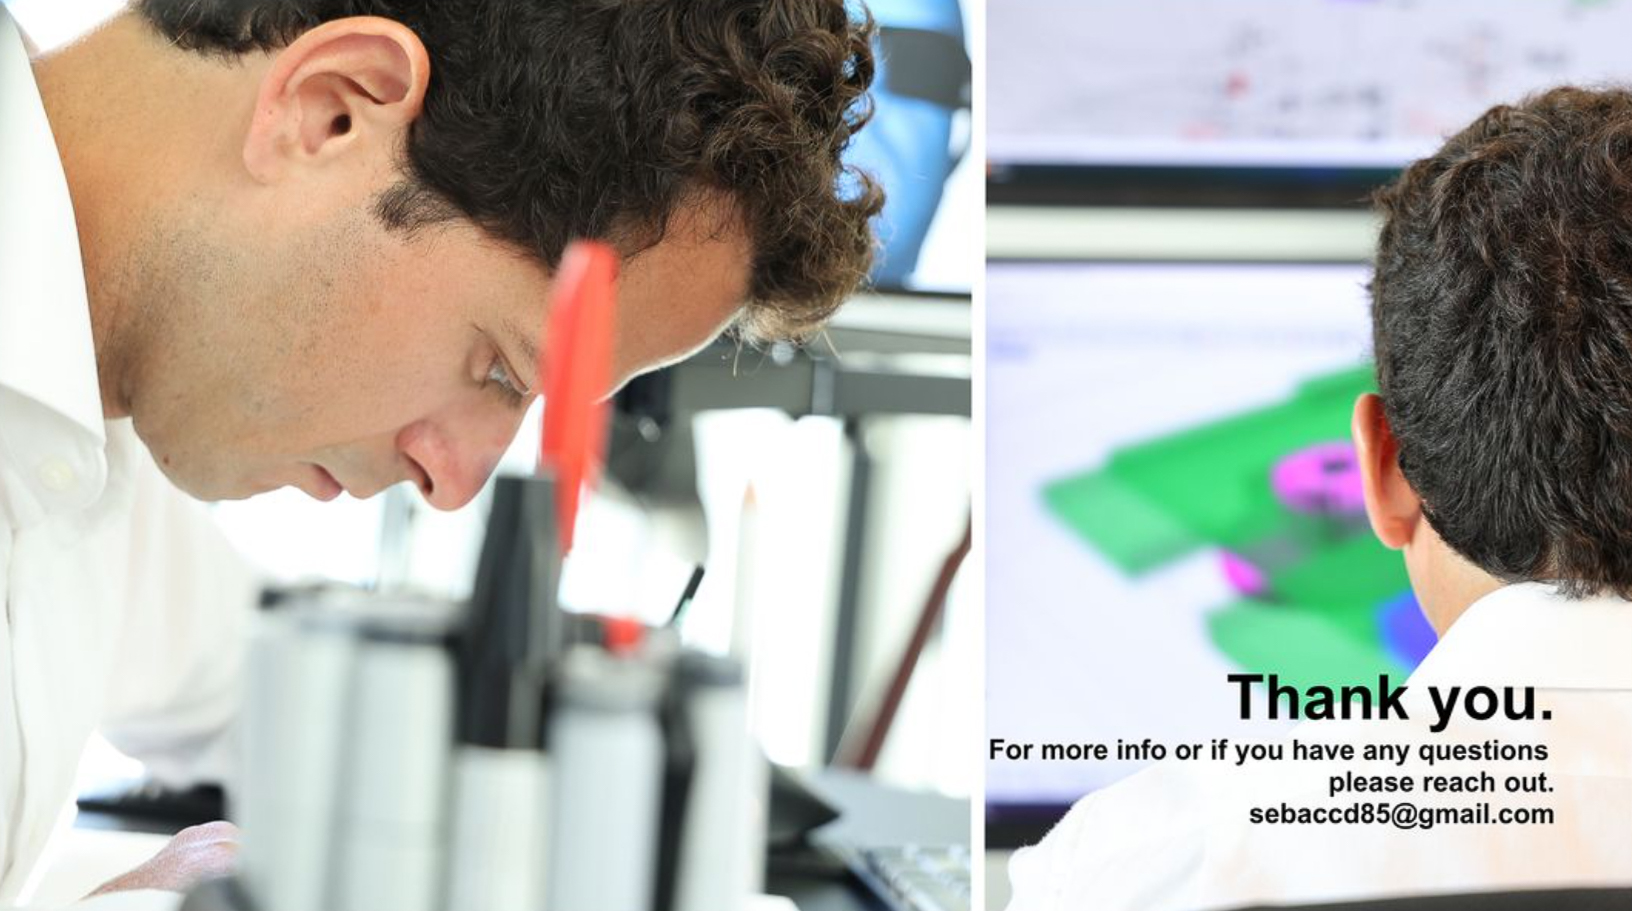 Thank you.
For more info or if you have any questions
please reach out.
sebaccd85@gmail.com